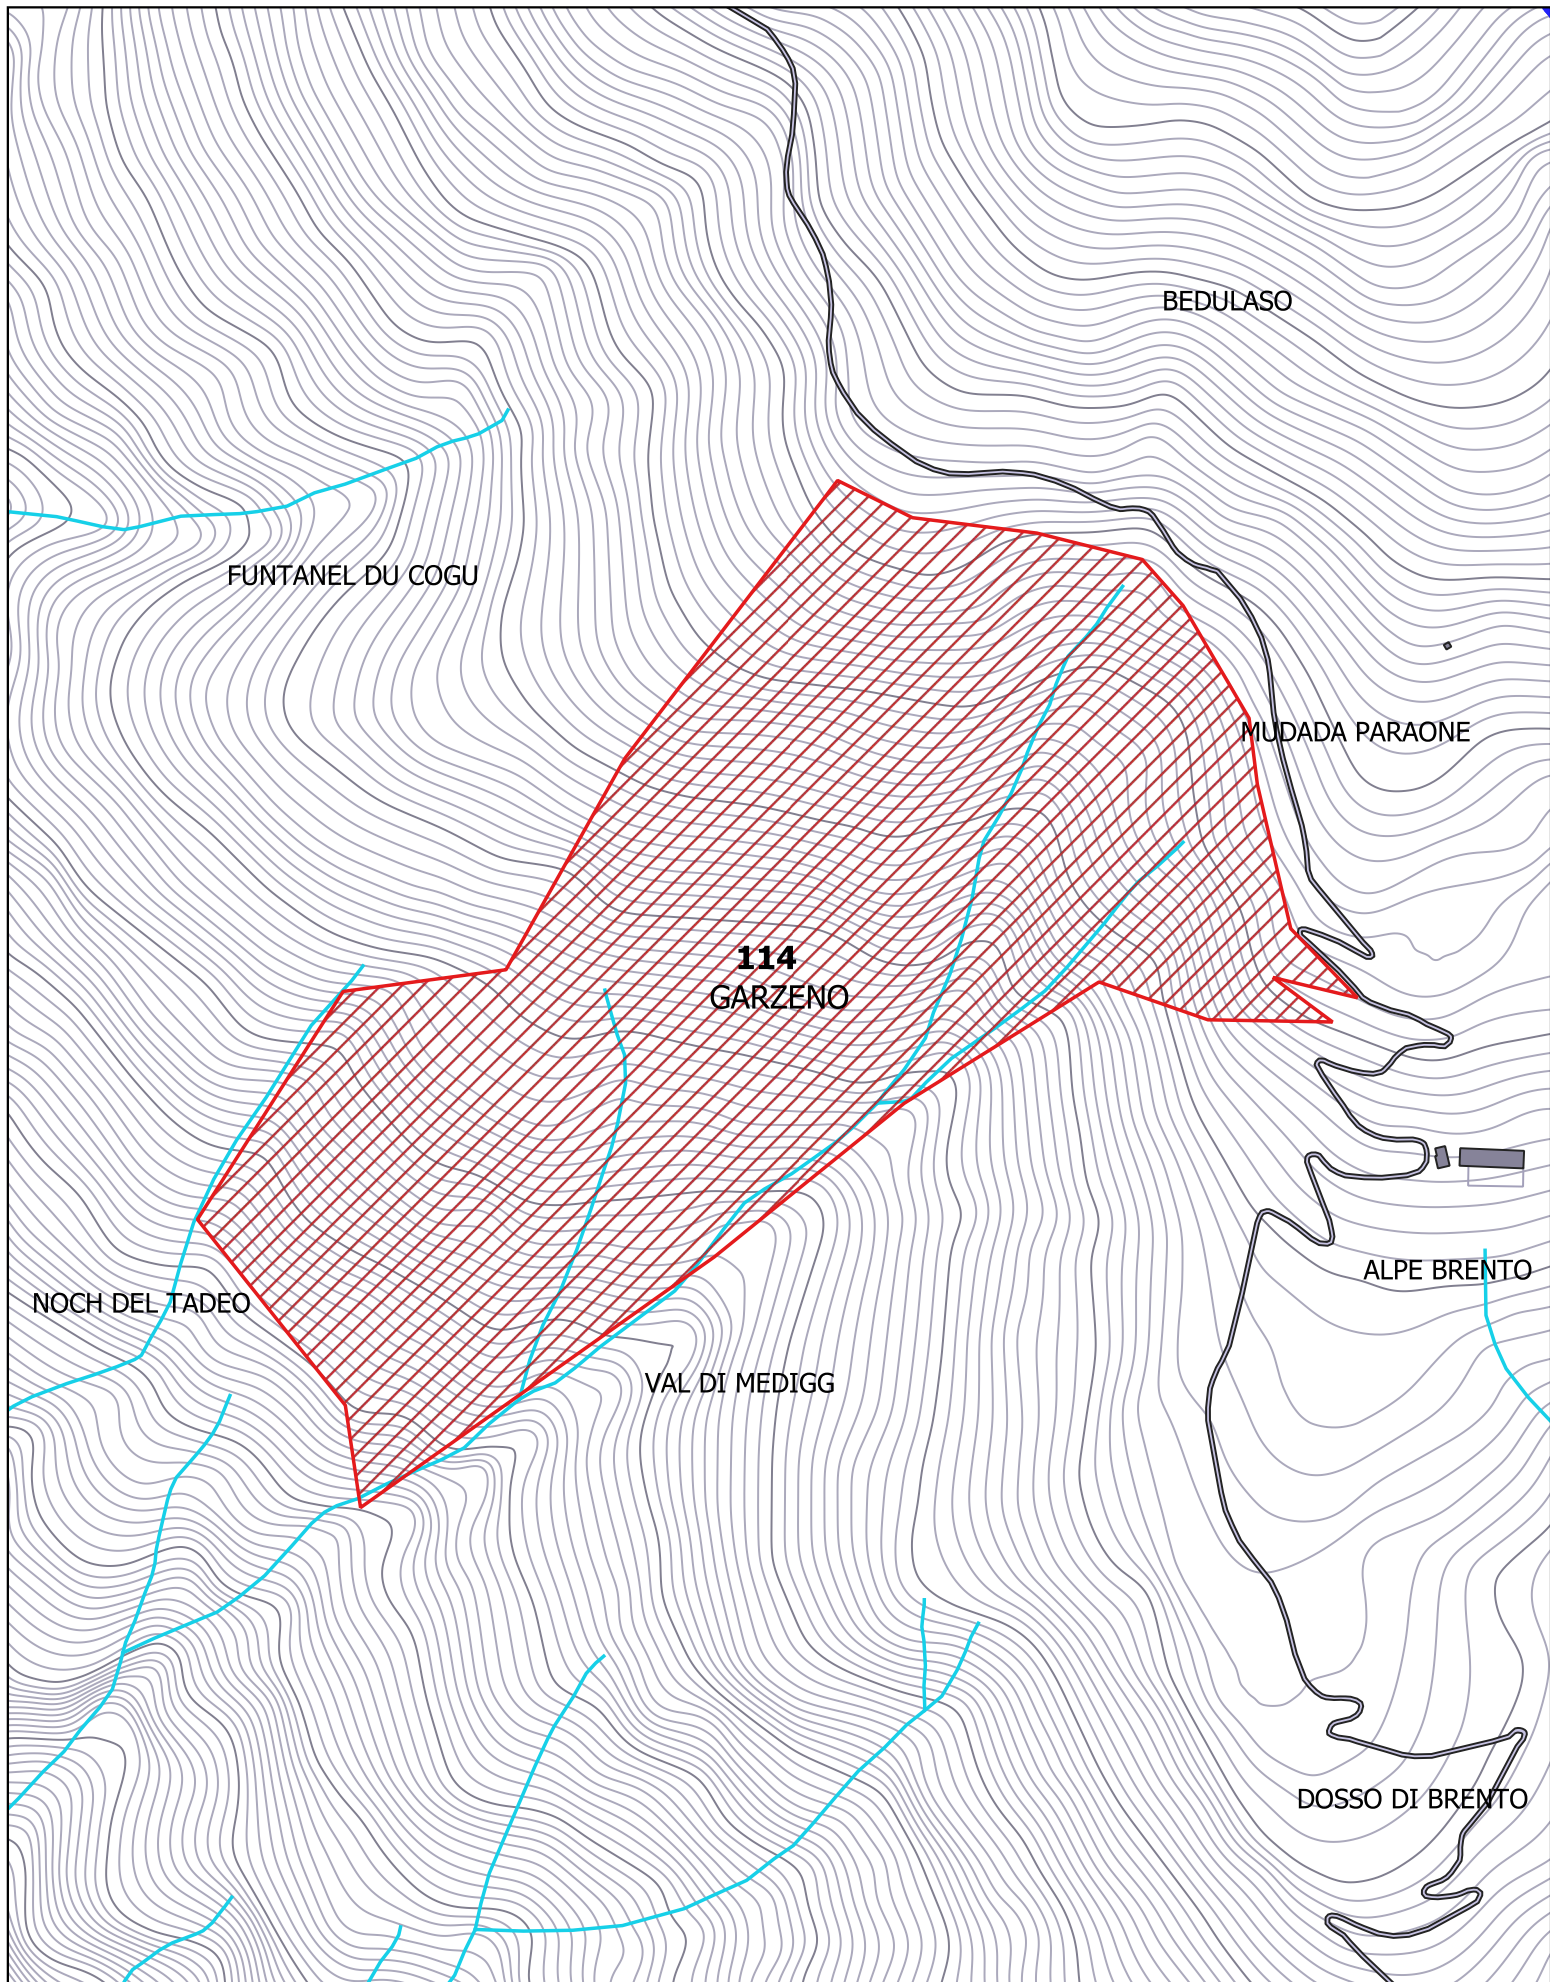 BEDULASO
FUNTANEL DU COGU
MUDADA PARAONE
114
GARZENO
ALPE BRENTO
NOCH DEL TADEO
VAL DI MEDIGG
DOSSO DI BRENTO